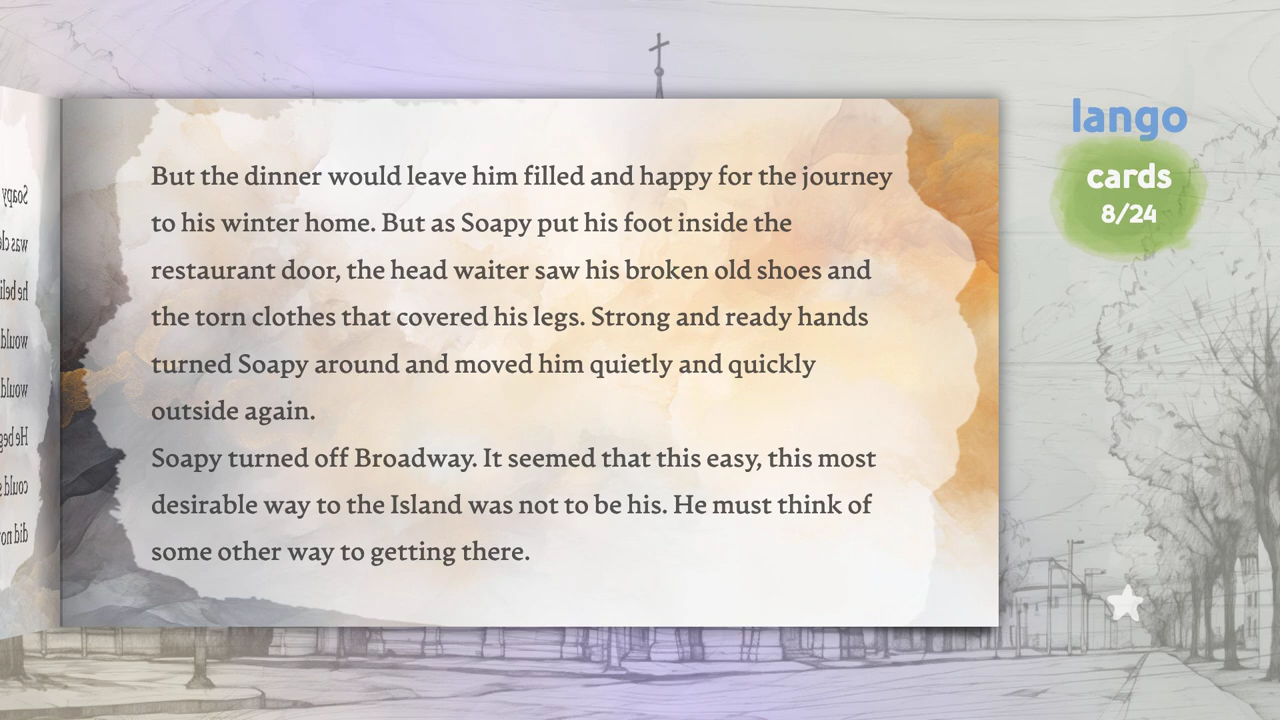 But the dinner would leave him filled and happy for the journey
to his winter home. But as Soapy put his foot inside the
restaurant door, the head waiter saw his broken old shoes and
the torn clothes that covered his legs. Strong and ready hands
turned Soapy around and moved him quietly and quickly
outside again.
Soapy turned off Broadway. It seemed that this easy, this most
desirable way to the Island was not to be his. He must think of
some other way to getting there.
lango
cards
8/24
Soapy
would
would
could